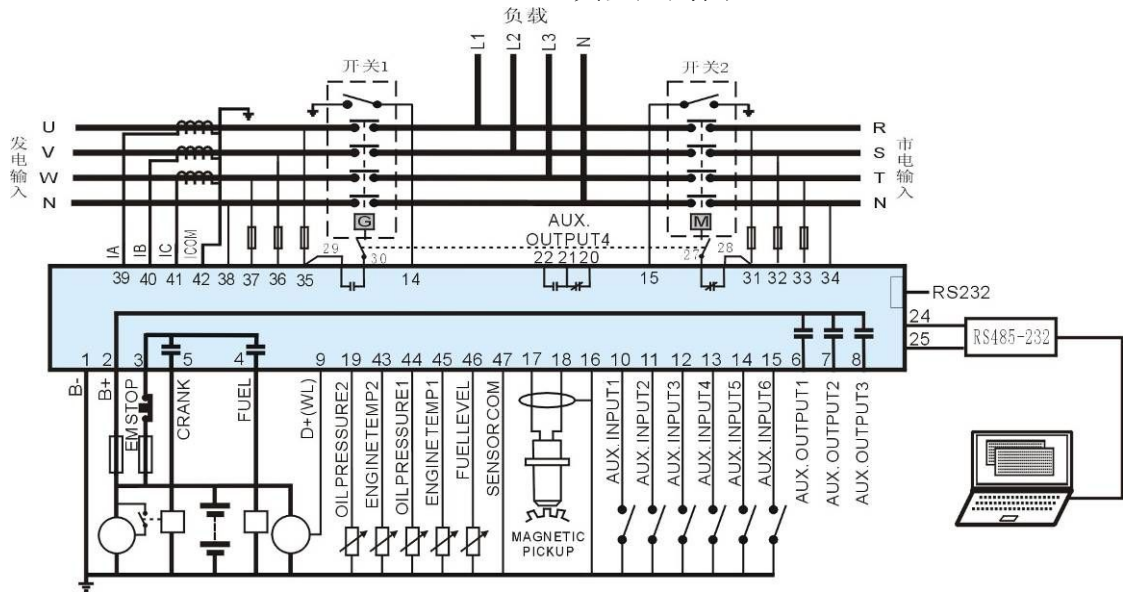 负载
L1
L2
L3
N
开关1
开关2
发电输入
U
V
W
N
R
S
T
N
市电输入
G
M
AUX.
OUTPUT4
IA
IB
IC
ICOM
29
30
22 21 20
27
28
39 40 41 42 38 37 36 35 14 15 31 32 33 34
RS232
24
25
RS485-232
1 2 3 5 4 9 19 43 44 45 46 47 17 18 16 10 11 12 13 14 15 6 7 8
B-
B+
EM STOP
CRANK
FUEL
D+(WL)
OIL PRESSURE2
ENGINE TEMP2
OIL PRESSURE1
ENGINE TEMP1
FUEL LEVEL
SENSOR COM
MAGNETIC
PICKUP
AUX. INPUT1
AUX. INPUT2
AUX. INPUT3
AUX. INPUT4
AUX. INPUT5
AUX. INPUT6
AUX. OUTPUT1
AUX. OUTPUT2
AUX. OUTPUT3